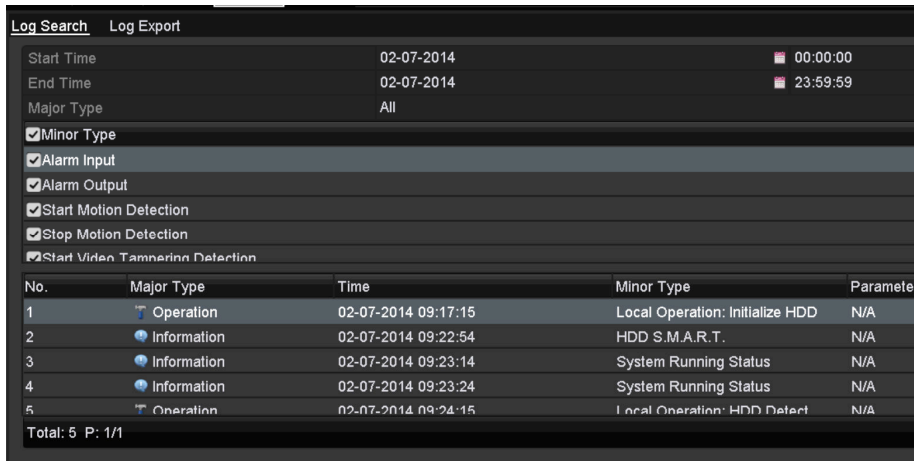 Log Search Log Export
Start Time 02-07-2014 00:00:00
End Time 02-07-2014 23:59:59
Major Type All
Minor Type
Alarm Input
Alarm Output
Start Motion Detection
Stop Motion Detection
Start Video Tampering Detection
No. Major Type Time Minor Type Paramete
1 Operation 02-07-2014 09:17:15 Local Operation: Initialize HDD N/A
2 Information 02-07-2014 09:22:54 HDD S.M.A.R.T. N/A
3 Information 02-07-2014 09:23:14 System Running Status N/A
4 Information 02-07-2014 09:23:24 System Running Status N/A
5 Operation 02-07-2014 09:24:15 Local Operation: HDD Detect N/A
Total: 5 P: 1/1